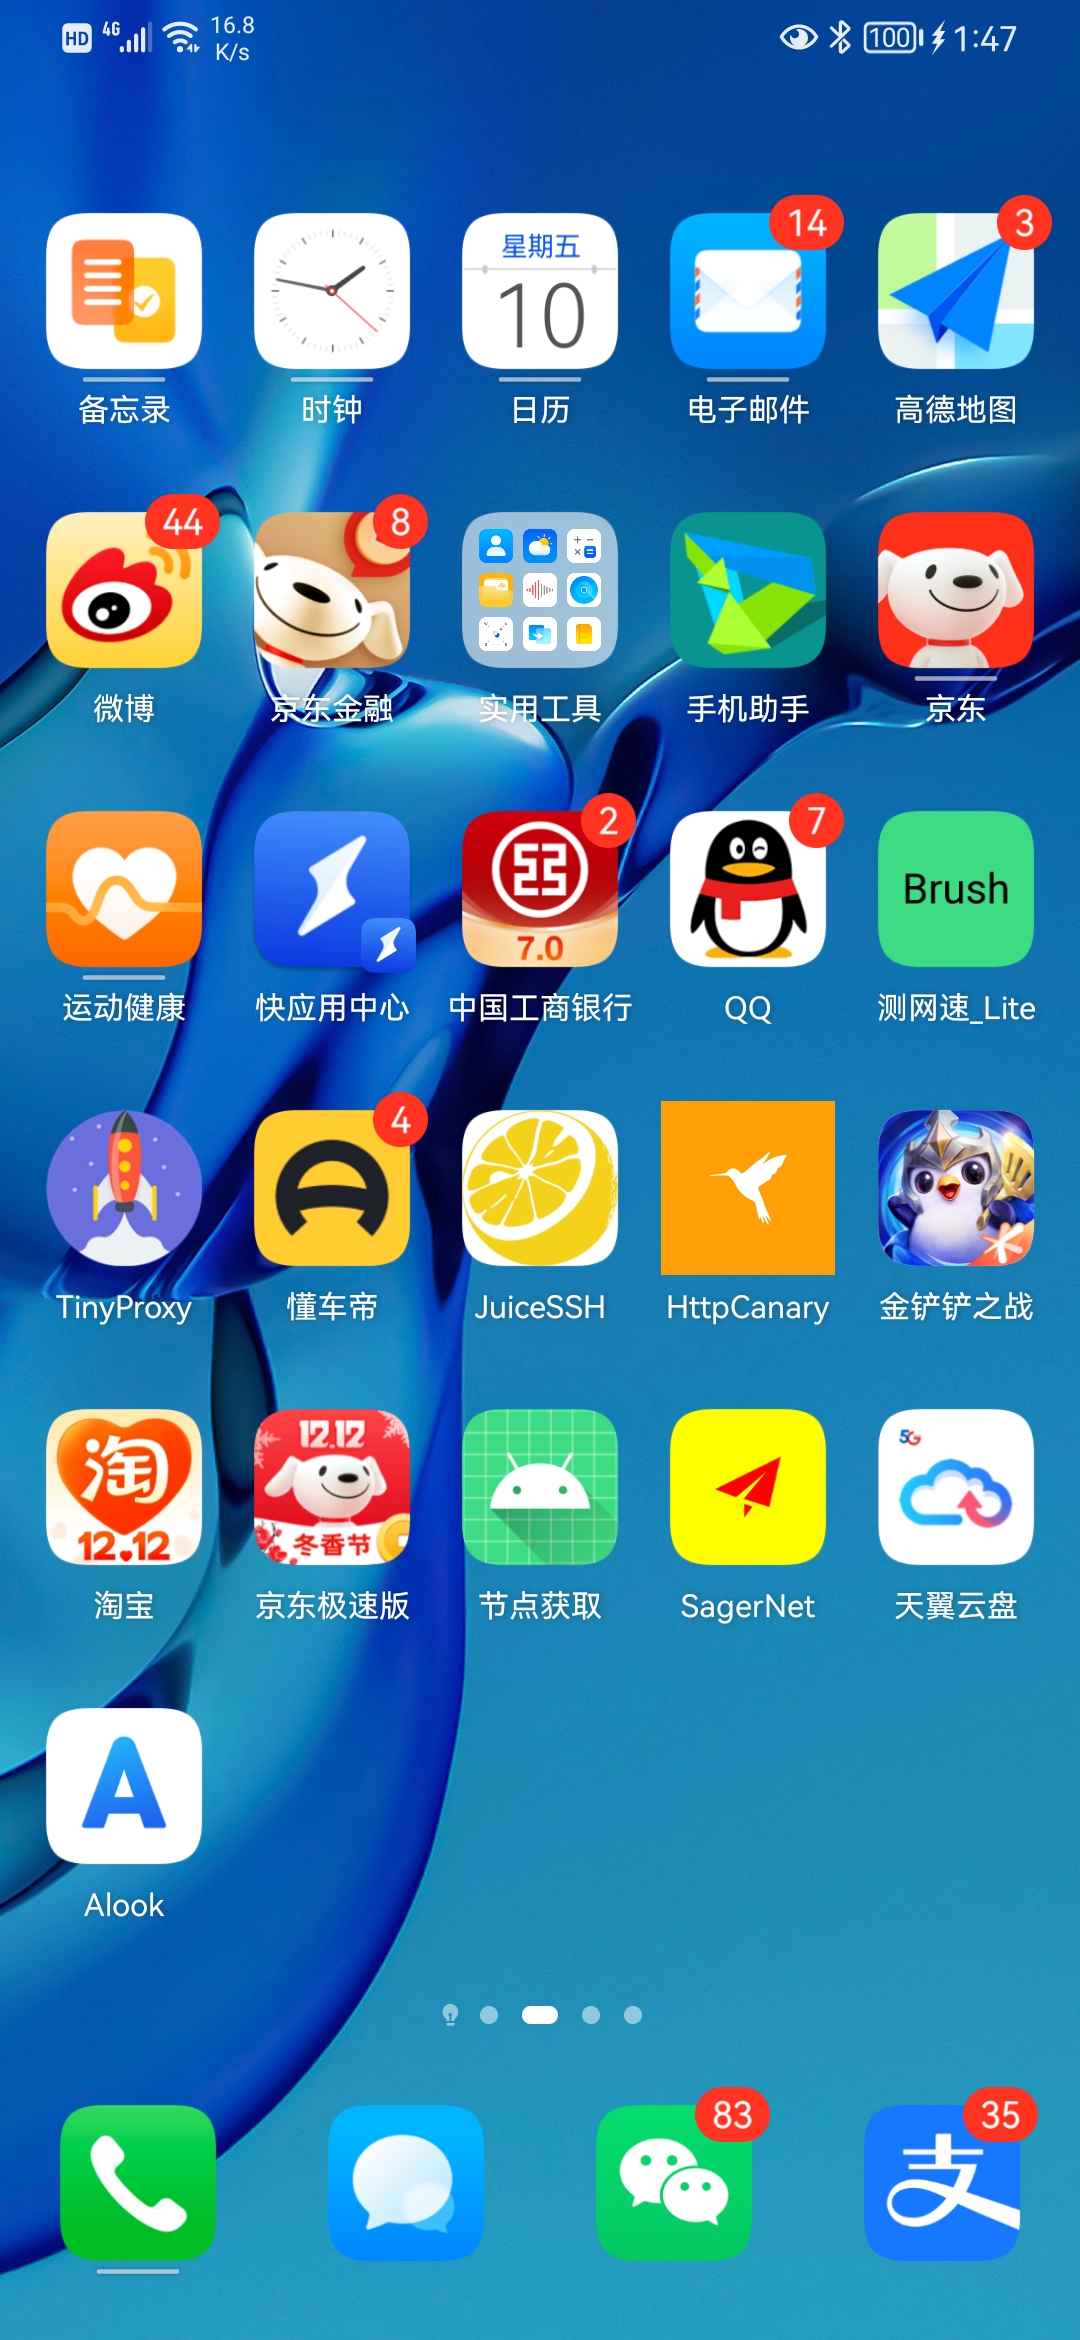 HD 4G 16.8 K/s 100 1:47
14 3
星期五
10
备忘录 时钟 日历 电子邮件 高德地图
44 8
微博 京东金融 实用工具 手机助手 京东
2 7
7.0 Brush
运动健康 快应用中心 中国工商银行 QQ 测网速_Lite
4
TinyProxy 懂车帝 JuiceSSH HttpCanary 金铲铲之战
淘 12.12 5G
12.12 冬香节
淘宝 京东极速版 节点获取 SagerNet 天翼云盘
A
Alook
83 35
支